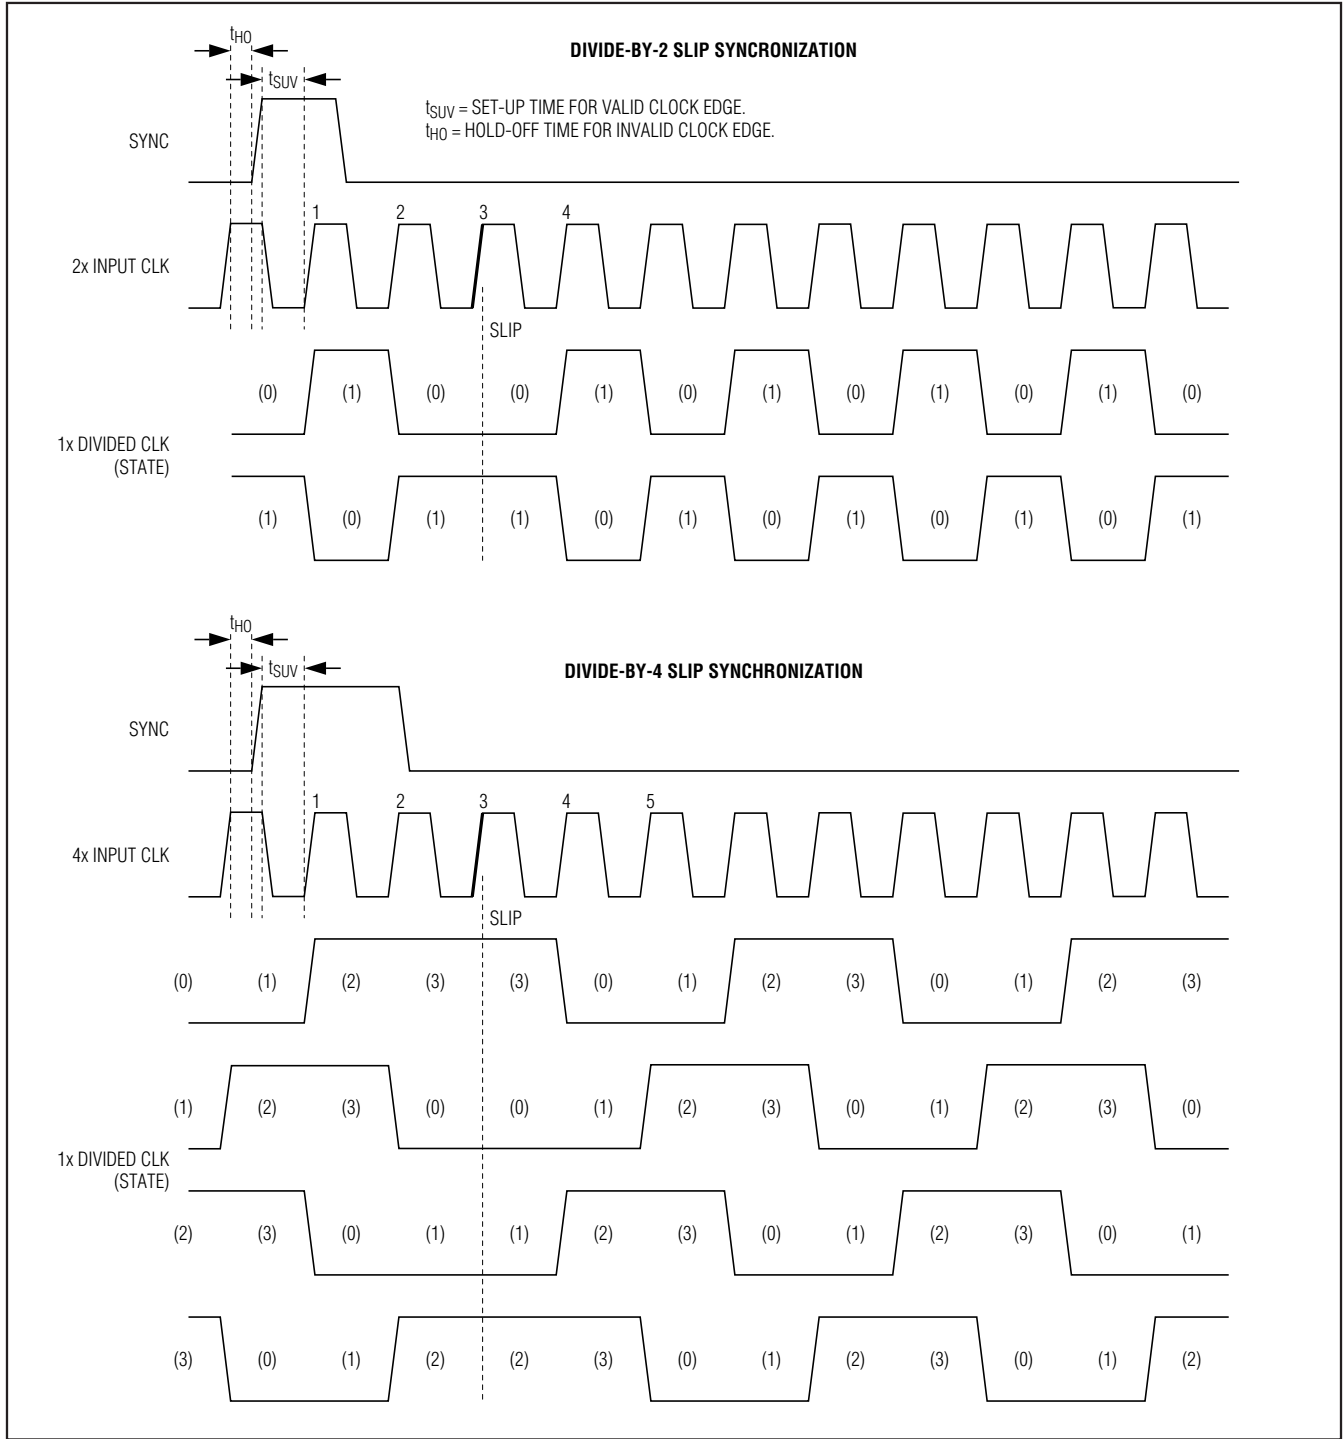 tHO
DIVIDE-BY-2 SLIP SYNCRONIZATION
tSUV
tSUV = SET-UP TIME FOR VALID CLOCK EDGE.
tHO = HOLD-OFF TIME FOR INVALID CLOCK EDGE.
SYNC
1 2 3 4
2x INPUT CLK
SLIP
(0) (1) (0) (0) (1) (0) (1) (0) (1) (0) (1) (0)
1x DIVIDED CLK
(STATE)
(1) (0) (1) (1) (0) (1) (0) (1) (0) (1) (0) (1)
tHO
tSUV
DIVIDE-BY-4 SLIP SYNCHRONIZATION
SYNC
1 2 3 4 5
4x INPUT CLK
SLIP
(0) (1) (2) (3) (3) (0) (1) (2) (3) (0) (1) (2) (3)
(1) (2) (3) (0) (0) (1) (2) (3) (0) (1) (2) (3) (0)
1x DIVIDED CLK
(STATE)
(2) (3) (0) (1) (1) (2) (3) (0) (1) (2) (3) (0) (1)
(3) (0) (1) (2) (2) (3) (0) (1) (2) (3) (0) (1) (2)